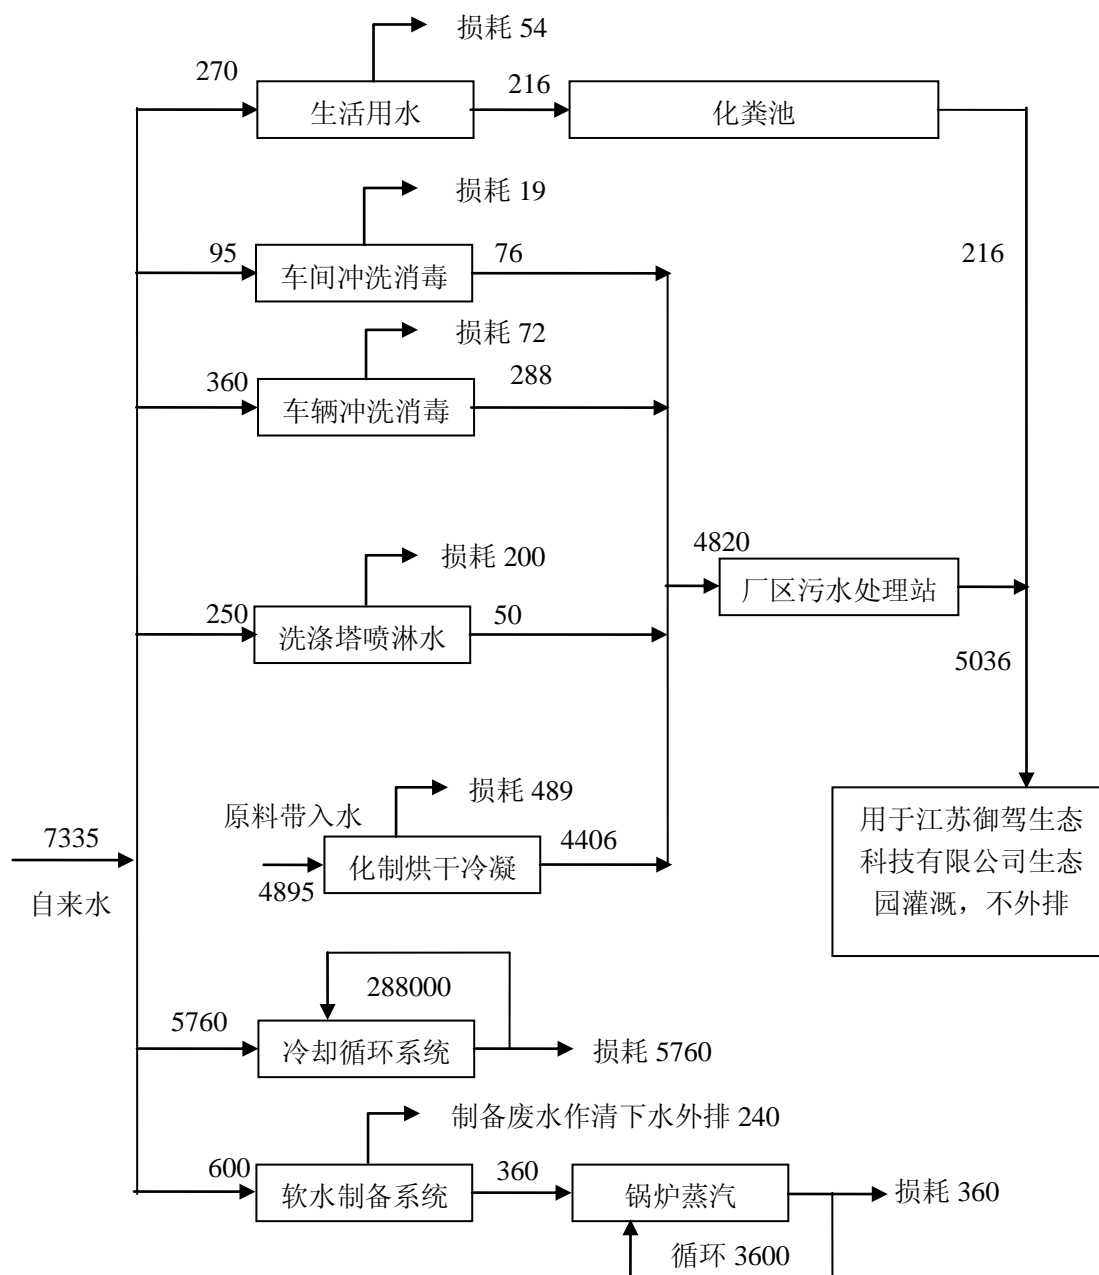 损耗 54
270
生活用水
216
化粪池
损耗 19
95
车间冲洗消毒
76
216
损耗 72
360
车辆冲洗消毒
288
损耗 200
4820
厂区污水处理站
250
洗涤塔喷淋水
50
5036
损耗 489
原料带入水
7335
4895
化制烘干冷凝
4406
自来水
用于江苏御驾生态
科技有限公司生态
园灌溉，不外排
288000
5760
冷却循环系统
损耗 5760
制备废水作清下水外排 240
600
软水制备系统
360
锅炉蒸汽
损耗 360
循环 3600